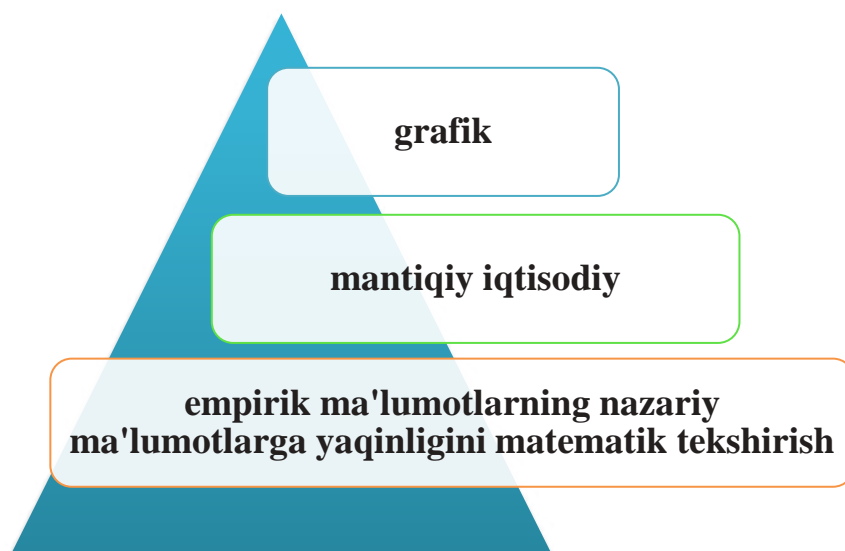 grafik
mantiqiy iqtisodiy
empirik ma'lumotlarning nazariy
ma'lumotlarga yaqinligini matematik tekshirish